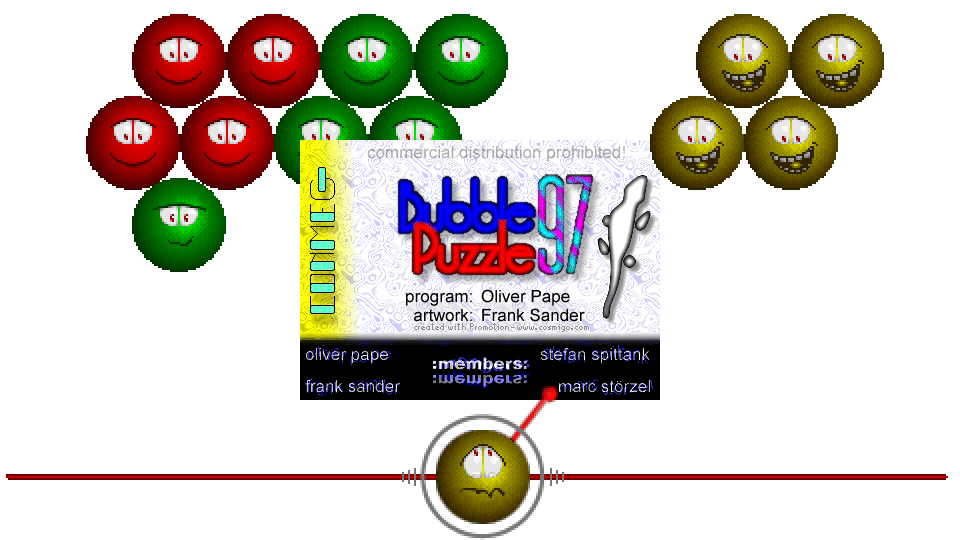 commercial distribution prohibited!
Bubble 97
Puzzle
program: Oliver Pape
artwork: Frank Sander
created with Promotion-www.cosmigo.com
oliver pape
:members:
stefan spittank
frank sander
marc störzel